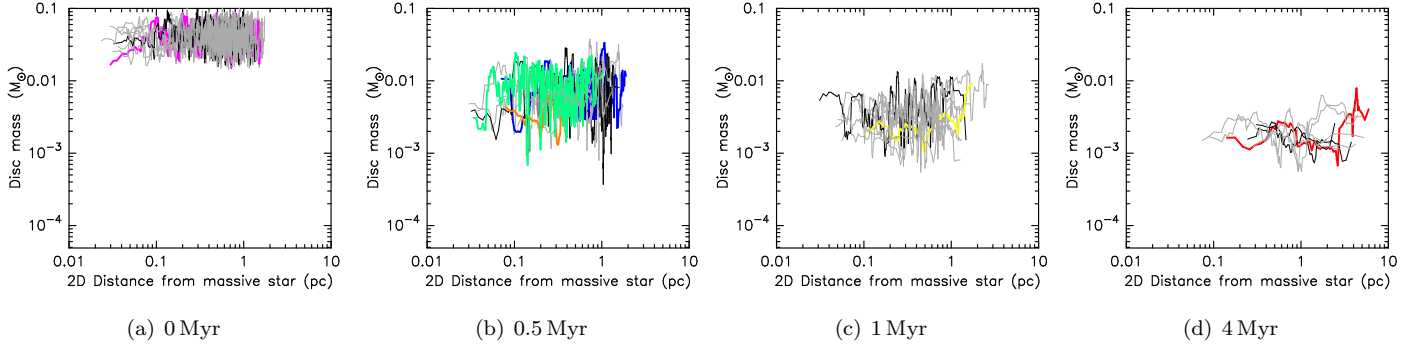 0.1 0.1 0.1 0.1
0.01 0.01 0.01 0.01
10⁻³ 10⁻³ 10⁻³ 10⁻³
10⁻⁴ 10⁻⁴ 10⁻⁴ 10⁻⁴
Disc mass (M⊙) Disc mass (M⊙) Disc mass (M⊙) Disc mass (M⊙)
0.01 0.1 1 10 0.01 0.1 1 10 0.01 0.1 1 10 0.01 0.1 1 10
2D Distance from massive star (pc) 2D Distance from massive star (pc) 2D Distance from massive star (pc) 2D Distance from massive star (pc)
(a) 0 Myr (b) 0.5 Myr (c) 1 Myr (d) 4 Myr